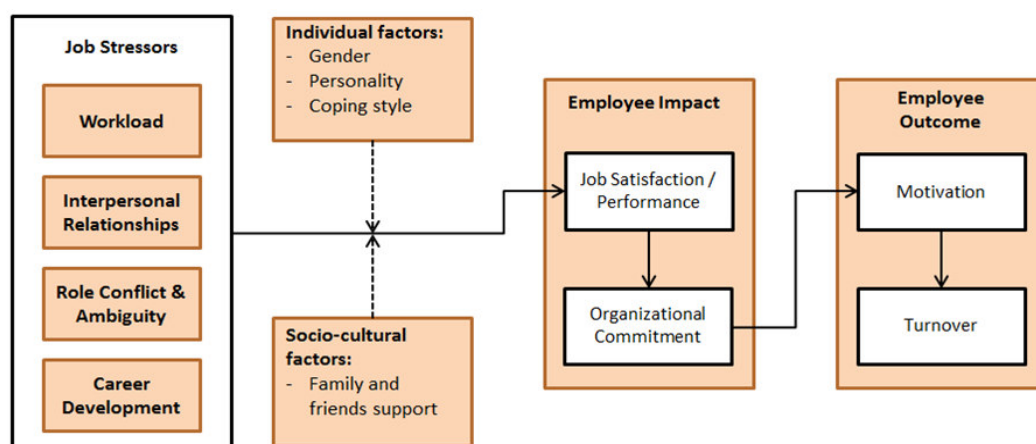 Job Stressors
Workload
Interpersonal
Relationships
Role Conflict &
Ambiguity
Career
Development
Individual factors:
- Gender
- Personality
- Coping style
Socio-cultural
factors:
- Family and
friends support
Employee Impact
Job Satisfaction /
Performance
Organizational
Commitment
Employee
Outcome
Motivation
Turnover